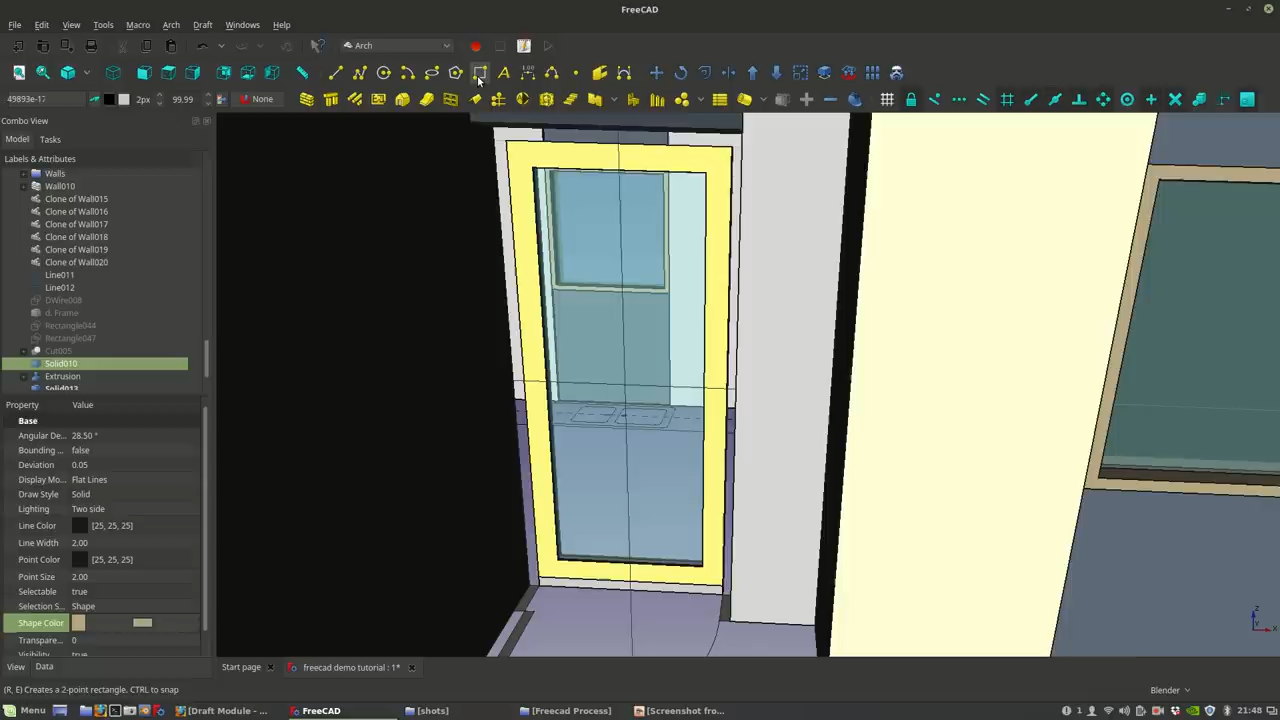 FreeCAD
File Edit View Tools Macro Arch Draft Windows Help
Arch
49893e-17 2px 99.99 None
Combo View
Model Tasks
Labels & Attributes
Walls
Wall010
Clone of Wall015
Clone of Wall016
Clone of Wall017
Clone of Wall018
Clone of Wall019
Clone of Wall020
Line011
Line012
DWire008
d. Frame
Rectangle044
Rectangle047
Cut005
Solid010
Extrusion
Solid013
Property Value
Base
Angular De... 28.50 °
Bounding ... false
Deviation 0.05
Display Mo... Flat Lines
Draw Style Solid
Lighting Two side
Line Color [25, 25, 25]
Line Width 2.00
Point Color [25, 25, 25]
Point Size 2.00
Selectable true
Selection S... Shape
Shape Color
Transpare... 0
Visibility true
View Data
Start page freecad demo tutorial : 1*
(R, E) Creates a 2-point rectangle. CTRL to snap
Blender
Menu [Draft Module - ... FreeCAD [shots] [Freecad Process] [Screenshot fro... 1 21:48